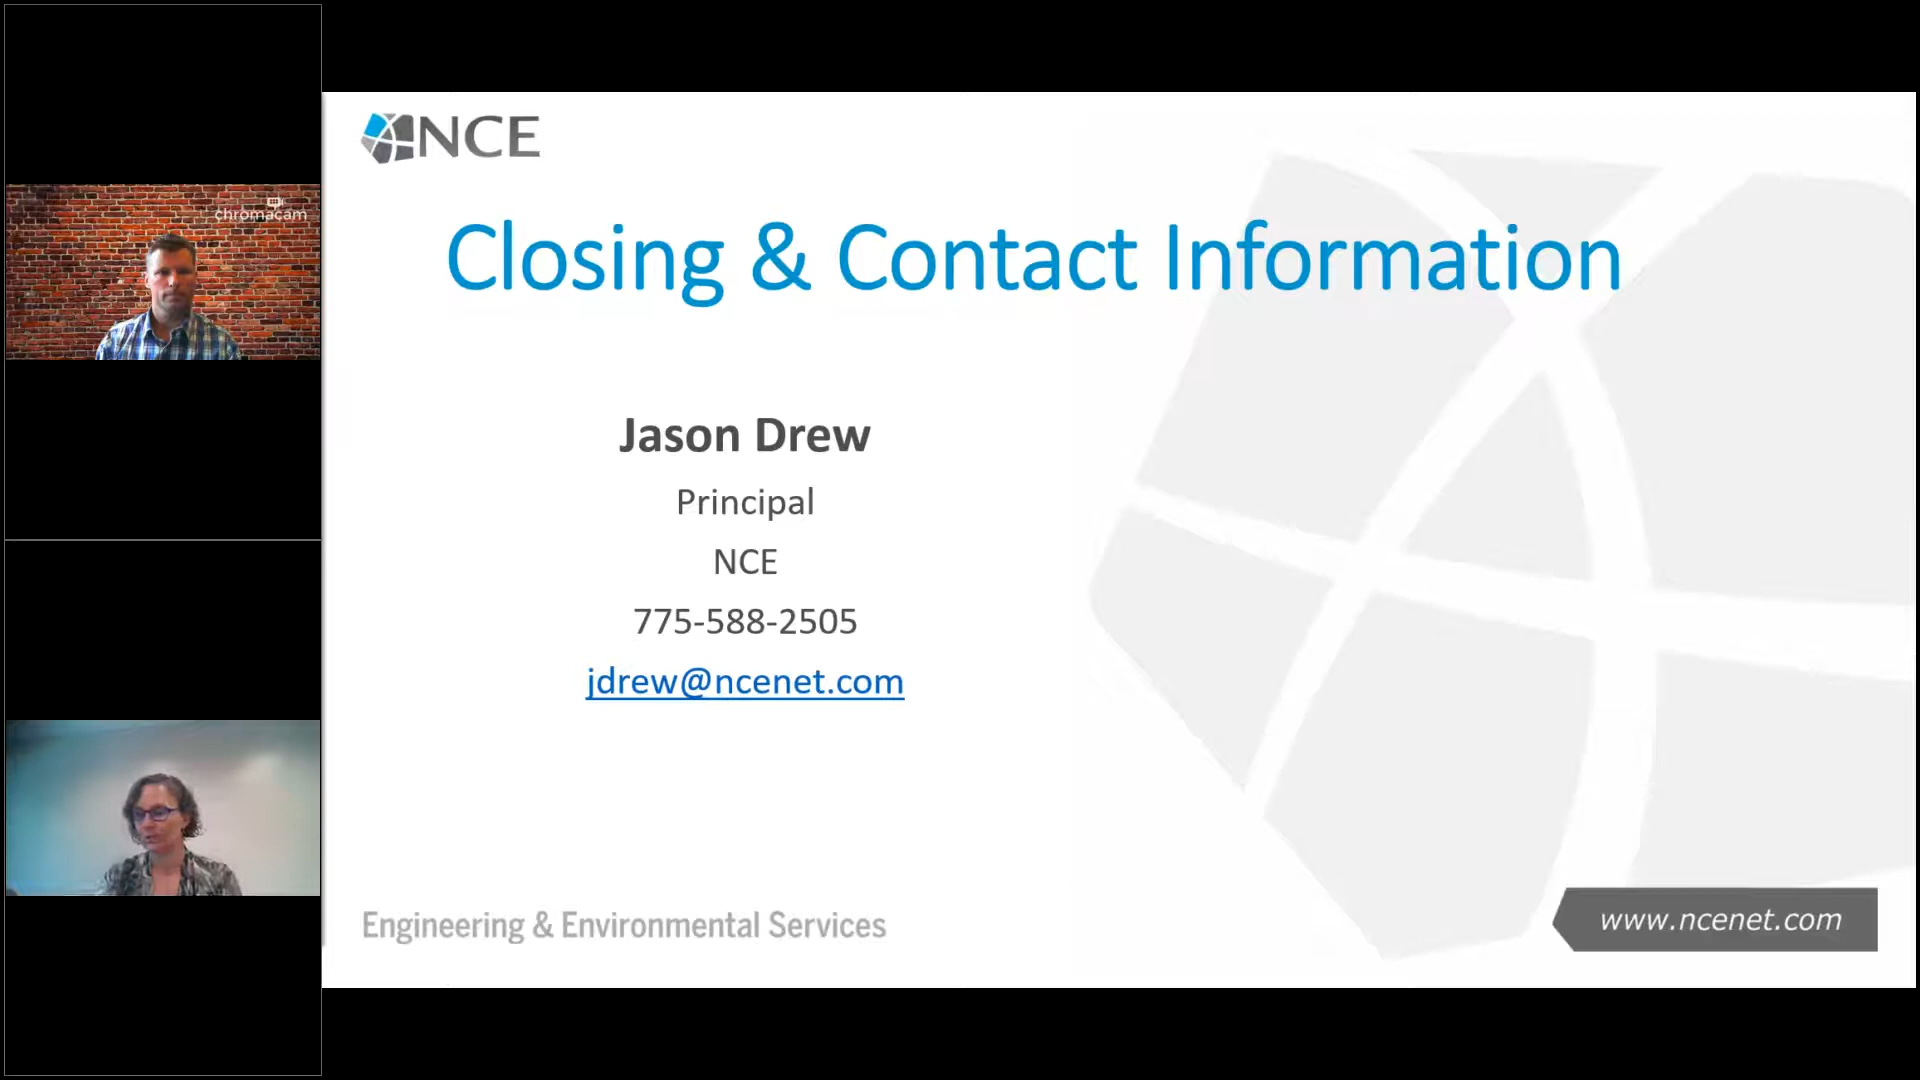 chromacam
NCE
Closing & Contact Information
Jason Drew
Principal
NCE
775-588-2505
jdrew@ncenet.com
Engineering & Environmental Services
www.ncenet.com